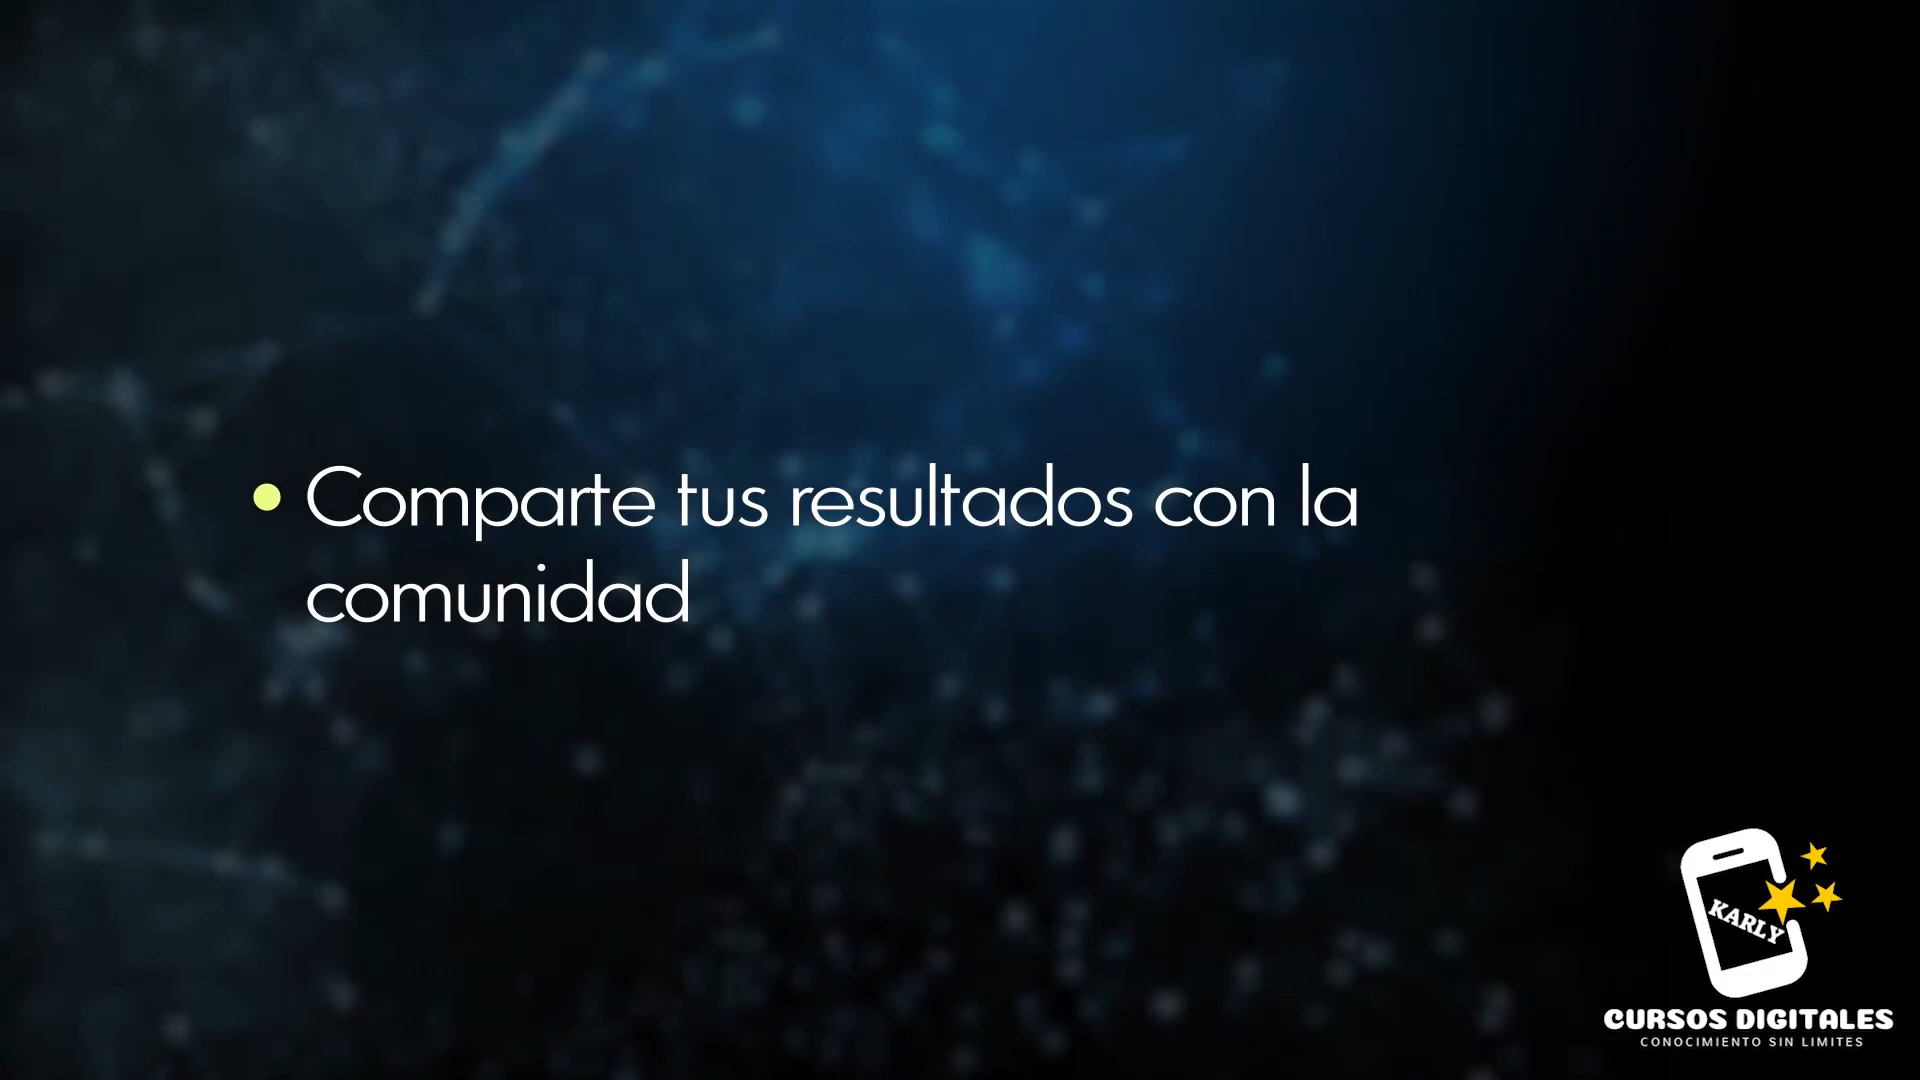 • Comparte tus resultados con la
comunidad
KARLY
CURSOS DIGITALES
CONOCIMIENTO SIN LIMITES